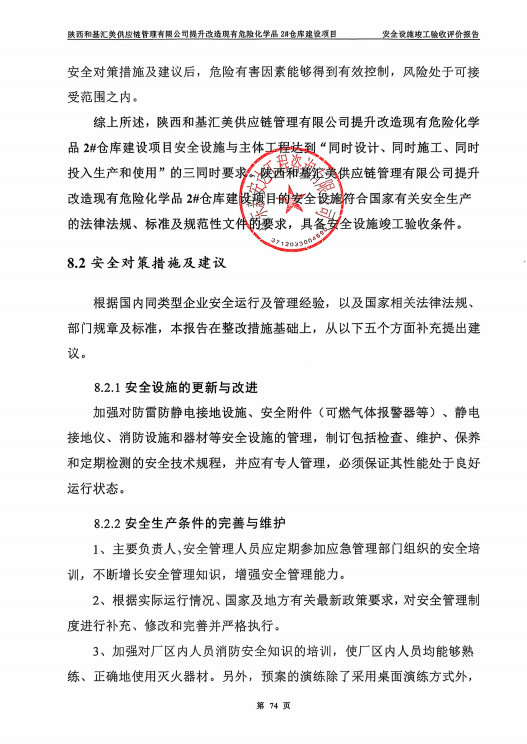 陕西和基汇美供应链管理有限公司提升改造现有危险化学品 2#仓库建设项目 安全设施竣工验收评价报告
安全对策措施及建议后，危险有害因素能够得到有效控制，风险处于可接
受范围之内。
综上所述，陕西和基汇美供应链管理有限公司提升改造现有危险化学
品 2#仓库建设项目安全设施与主体工程达到“同时设计、同时施工、同时
投入生产和使用”的三同时要求，陕西和基汇美供应链管理有限公司提升
改造现有危险化学品 2#仓库建设项目的安全设施符合国家有关安全生产
的法律法规、标准及规范性文件的要求，具备安全设施竣工验收条件。
8.2 安全对策措施及建议
根据国内同类型企业安全运行及管理经验，以及国家相关法律法规、
部门规章及标准，本报告在整改措施基础上，从以下五个方面补充提出建
议。
8.2.1 安全设施的更新与改进
加强对防雷防静电接地设施、安全附件（可燃气体报警器等）、静电
接地仪、消防设施和器材等安全设施的管理，制订包括检查、维护、保养
和定期检测的安全技术规程，并应有专人管理，必须保证其性能处于良好
运行状态。
8.2.2 安全生产条件的完善与维护
1、主要负责人、安全管理人员应定期参加应急管理部门组织的安全培
训，不断增长安全管理知识，增强安全管理能力。
2、根据实际运行情况、国家及地方有关最新政策要求，对安全管理制
度进行补充、修改和完善并严格执行。
3、加强对厂区内人员消防安全知识的培训，使厂区内人员均能够熟
练、正确地使用灭火器材。另外，预案的演练除了采用桌面演练方式外，
第 74 页